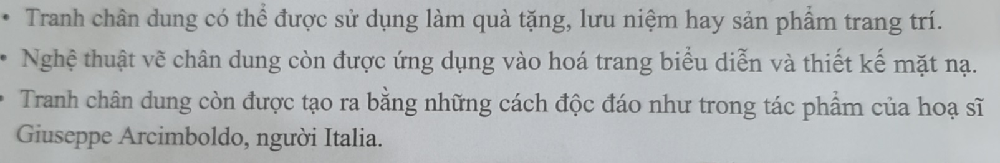 • Tranh chân dung có thể được sử dụng làm quà tặng, lưu niệm hay sản phẩm trang trí.
• Nghệ thuật vẽ chân dung còn được ứng dụng vào hoá trang biểu diễn và thiết kế mặt nạ.
• Tranh chân dung còn được tạo ra bằng những cách độc đáo như trong tác phẩm của hoạ sĩ
Giuseppe Arcimboldo, người Italia.